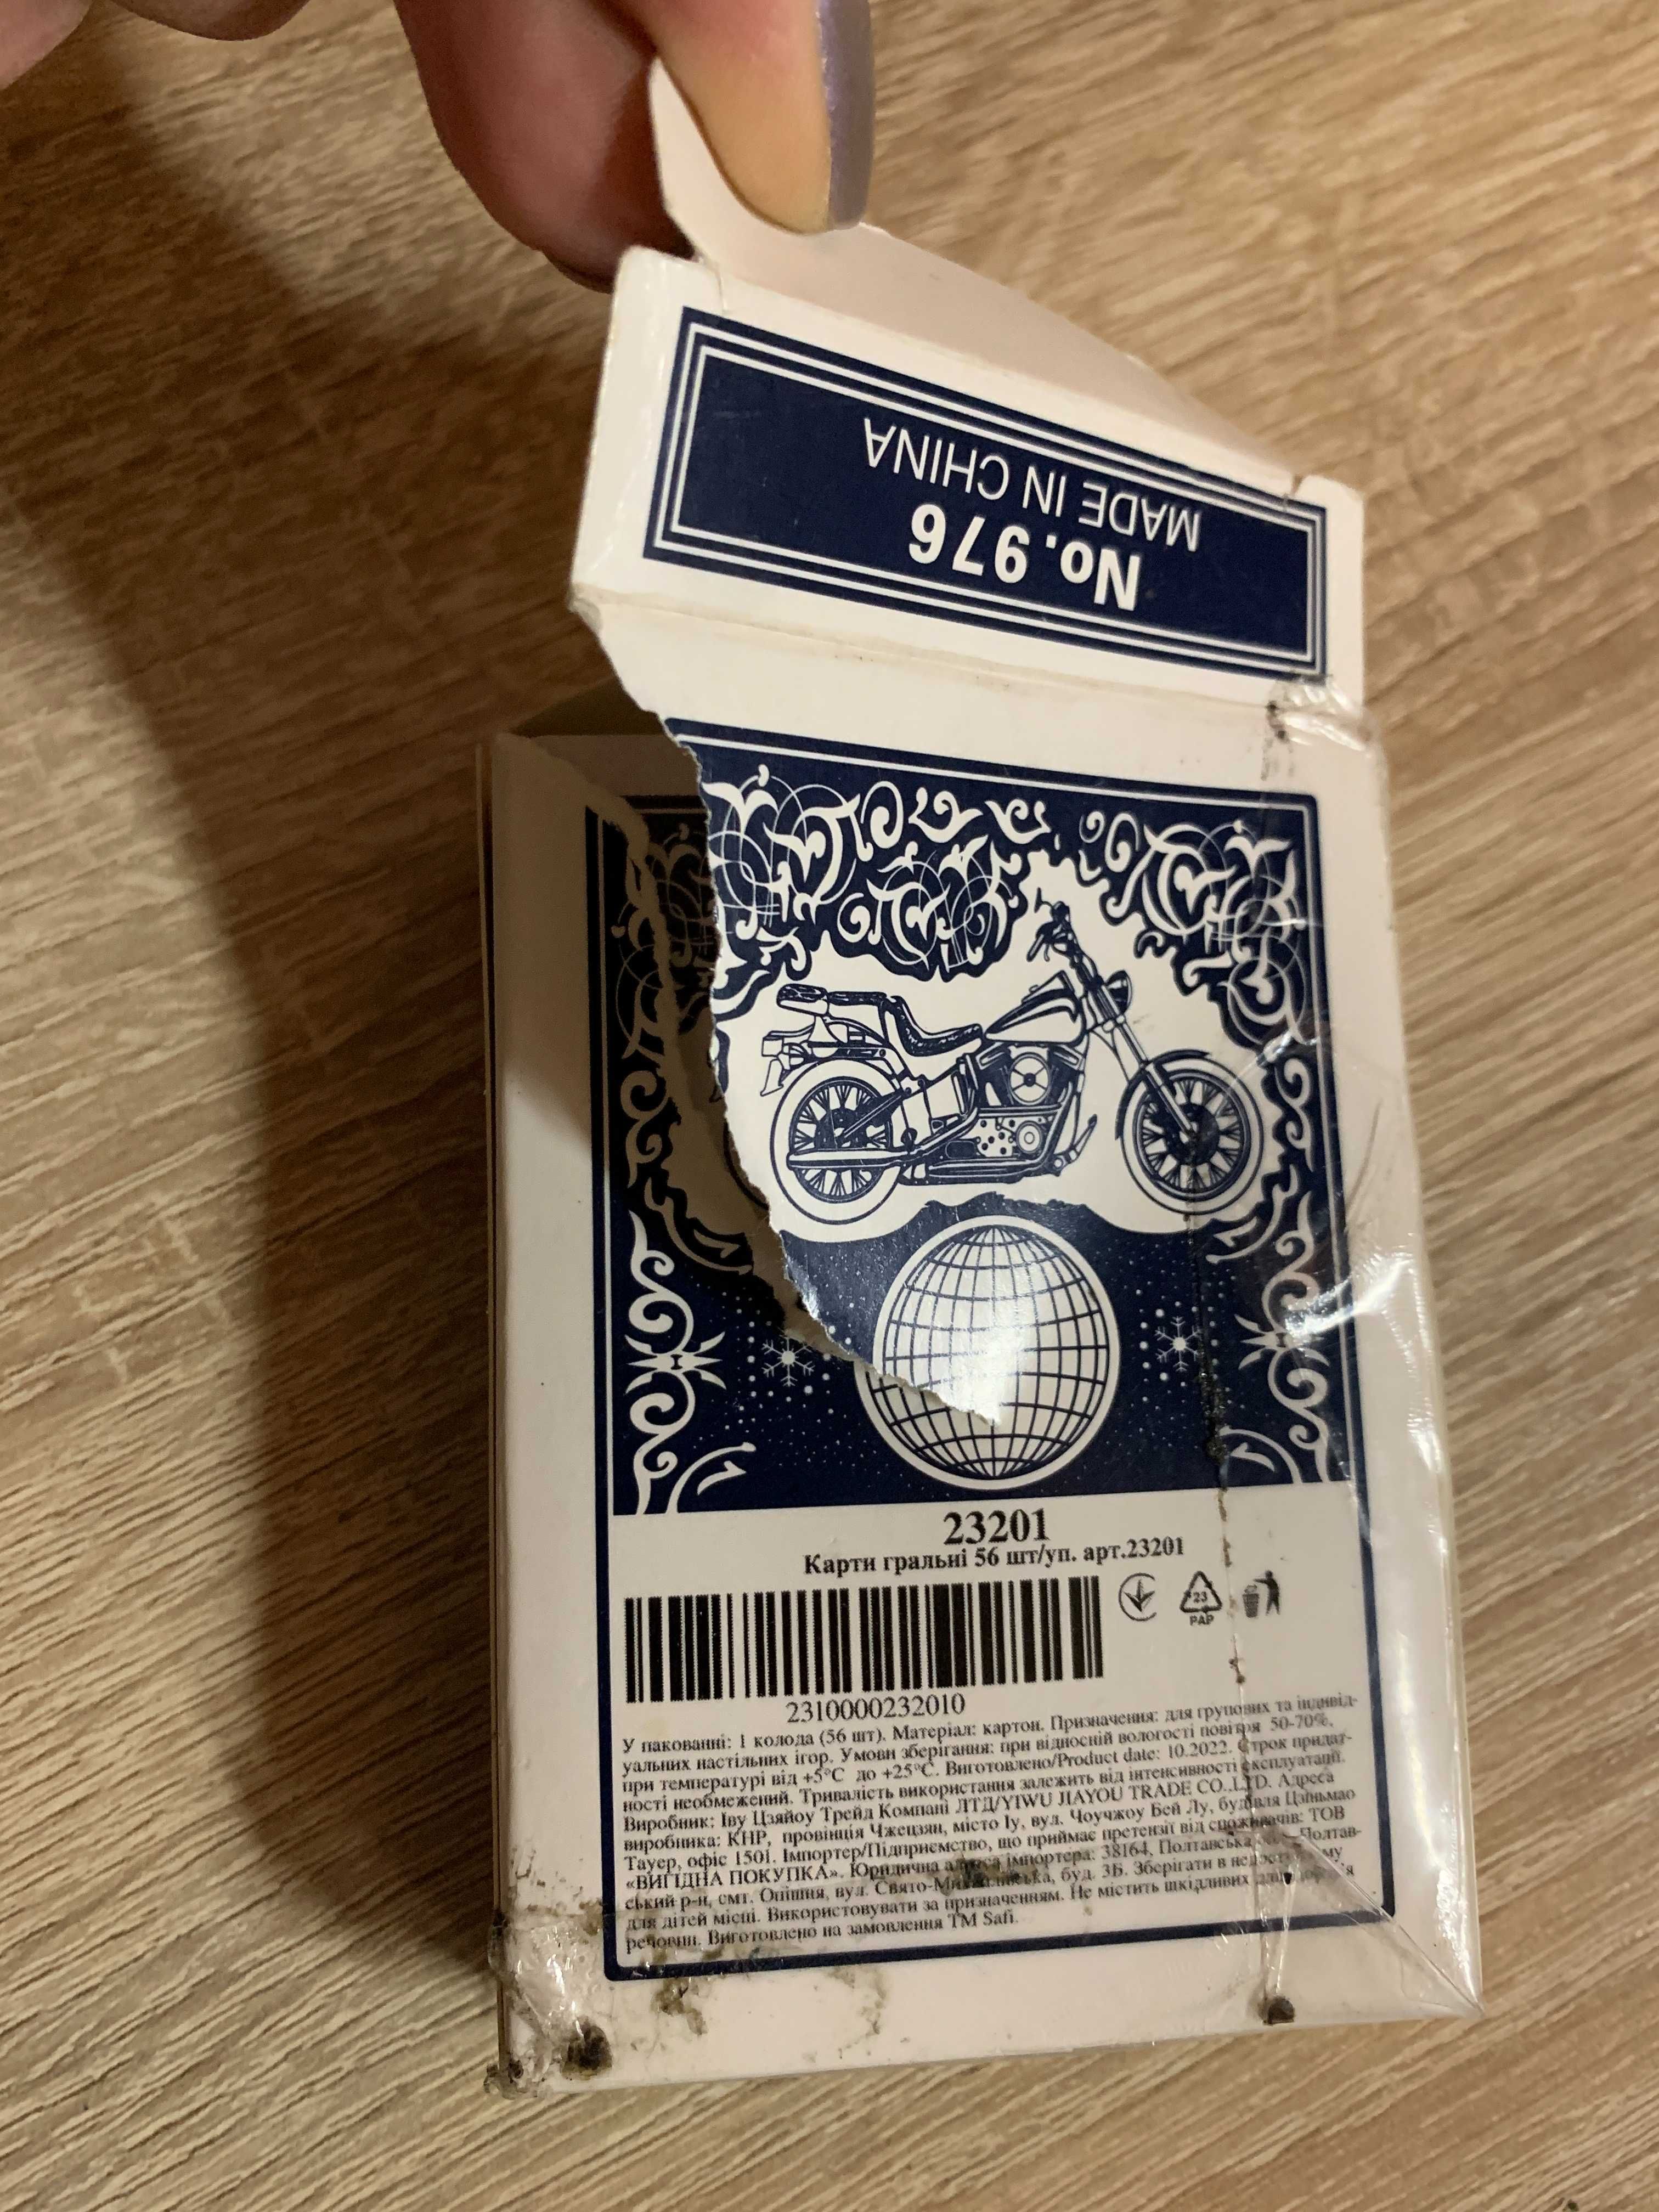 No.976
MADE IN CHINA
23201
Карти гральні 56 шт/уп. арт.23201
23
PAP
2310000232010
У пакованні: 1 колода (56 шт). Матеріал: картон. Призначення: для групових та індивід-
уальних настільних ігор. Умови зберігання: при відносній вологості повітря 50-70%,
при температурі від +5°C до +25°C. Виготовлено/Product date: 10.2022. Строк придат-
ності необмежений. Тривалість використання залежить від інтенсивності експлуатації.
Виробник: Іву Цзяйоу Трейд Компані ЛТД/YIWU JIAYOU TRADE CO.,LTD. Адреса
виробника: КНР, провінція Чжецзян, місто Іу, вул. Чоучжоу Бей Лу, будівля Цзіньмао
Тауер, офіс 1501. Імпортер/Підприємство, що приймає претензії від споживачів: ТОВ
«ВИГІДНА ПОКУПКА». Юридична адреса імпортера: 38164, Полтавська Полтав-
ський р-н, смт. Опішня, вул. Свято-Михайлівська, буд. 3Б. Зберігати в недоступному
для дітей місці. Використовувати за призначенням. Не містить шкідливих для здоров'я
речовин. Виготовлено на замовлення ТМ Safi.